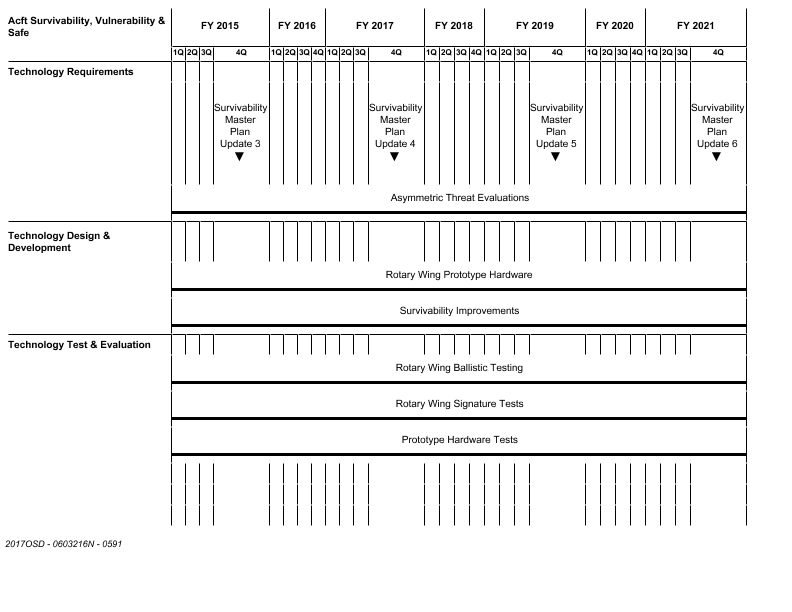 Acft Survivability, Vulnerability &
Safe
FY 2015 FY 2016 FY 2017 FY 2018 FY 2019 FY 2020 FY 2021
1Q 2Q 3Q 4Q 1Q 2Q 3Q 4Q 1Q 2Q 3Q 4Q 1Q 2Q 3Q 4Q 1Q 2Q 3Q 4Q 1Q 2Q 3Q 4Q 1Q 2Q 3Q 4Q
Technology Requirements
Survivability
Master
Plan
Update 3
Survivability
Master
Plan
Update 4
Survivability
Master
Plan
Update 5
Survivability
Master
Plan
Update 6
Asymmetric Threat Evaluations
Technology Design &
Development
Rotary Wing Prototype Hardware
Survivability Improvements
Technology Test & Evaluation
Rotary Wing Ballistic Testing
Rotary Wing Signature Tests
Prototype Hardware Tests
2017OSD - 0603216N - 0591